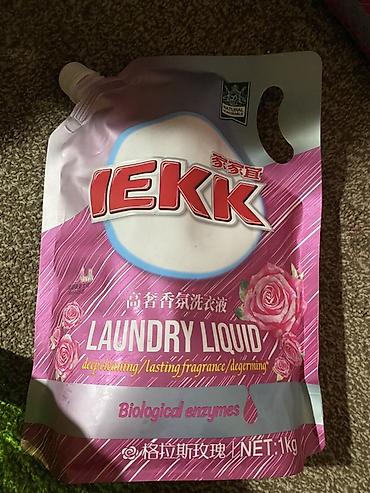 NATURAL
家家宜
IEKK
高奢香氛洗衣液
LAUNDRY LIQUID
deep cleaning/lasting fragrance/degerming
Biological enzymes
格拉斯玫瑰 NET:1kg